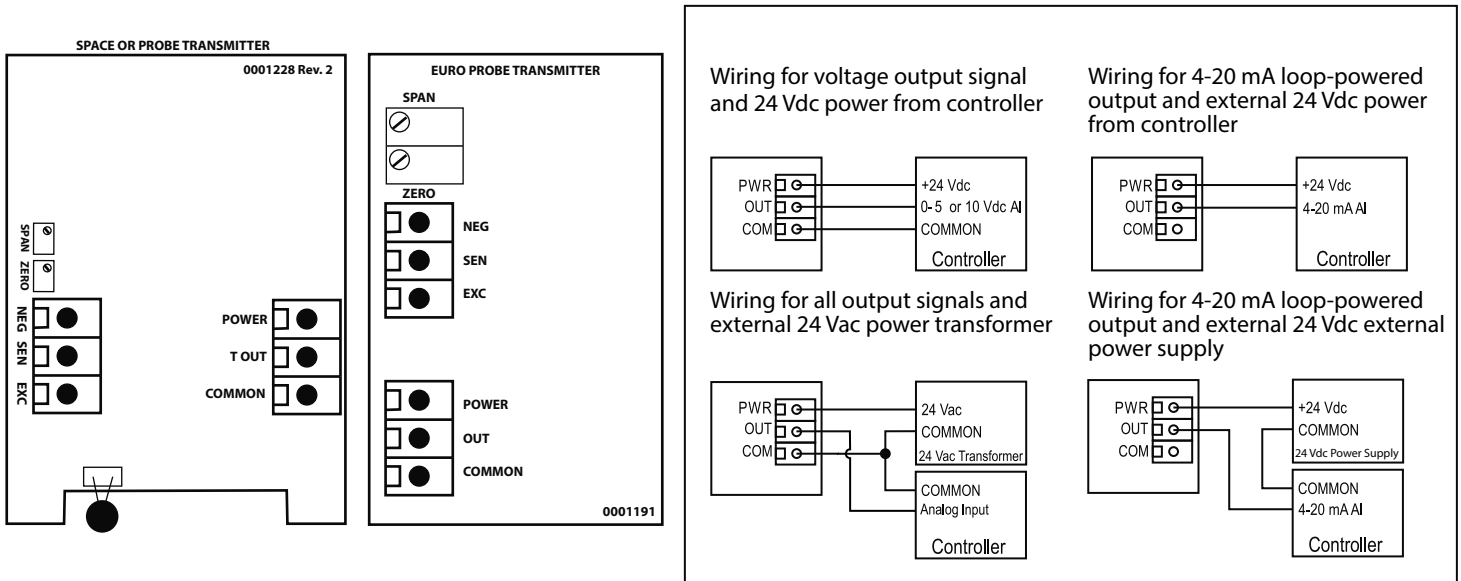 SPACE OR PROBE TRANSMITTER
0001228 Rev. 2
SPAN
ZERO
NEG
SEN
EXC
POWER
T OUT
COMMON
EURO PROBE TRANSMITTER
SPAN
ZERO
NEG
SEN
EXC
POWER
OUT
COMMON
0001191
Wiring for voltage output signal
and 24 Vdc power from controller
PWR
OUT
COM
+24 Vdc
0-5 or 10 Vdc AI
COMMON
Controller
Wiring for 4-20 mA loop-powered
output and external 24 Vdc power
from controller
PWR
OUT
COM
+24 Vdc
4-20 mA AI
Controller
Wiring for all output signals and
external 24 Vac power transformer
PWR
OUT
COM
24 Vac
COMMON
24 Vac Transformer
COMMON
Analog Input
Controller
Wiring for 4-20 mA loop-powered
output and external 24 Vdc external
power supply
PWR
OUT
COM
+24 Vdc
COMMON
24 Vdc Power Supply
COMMON
4-20 mA AI
Controller